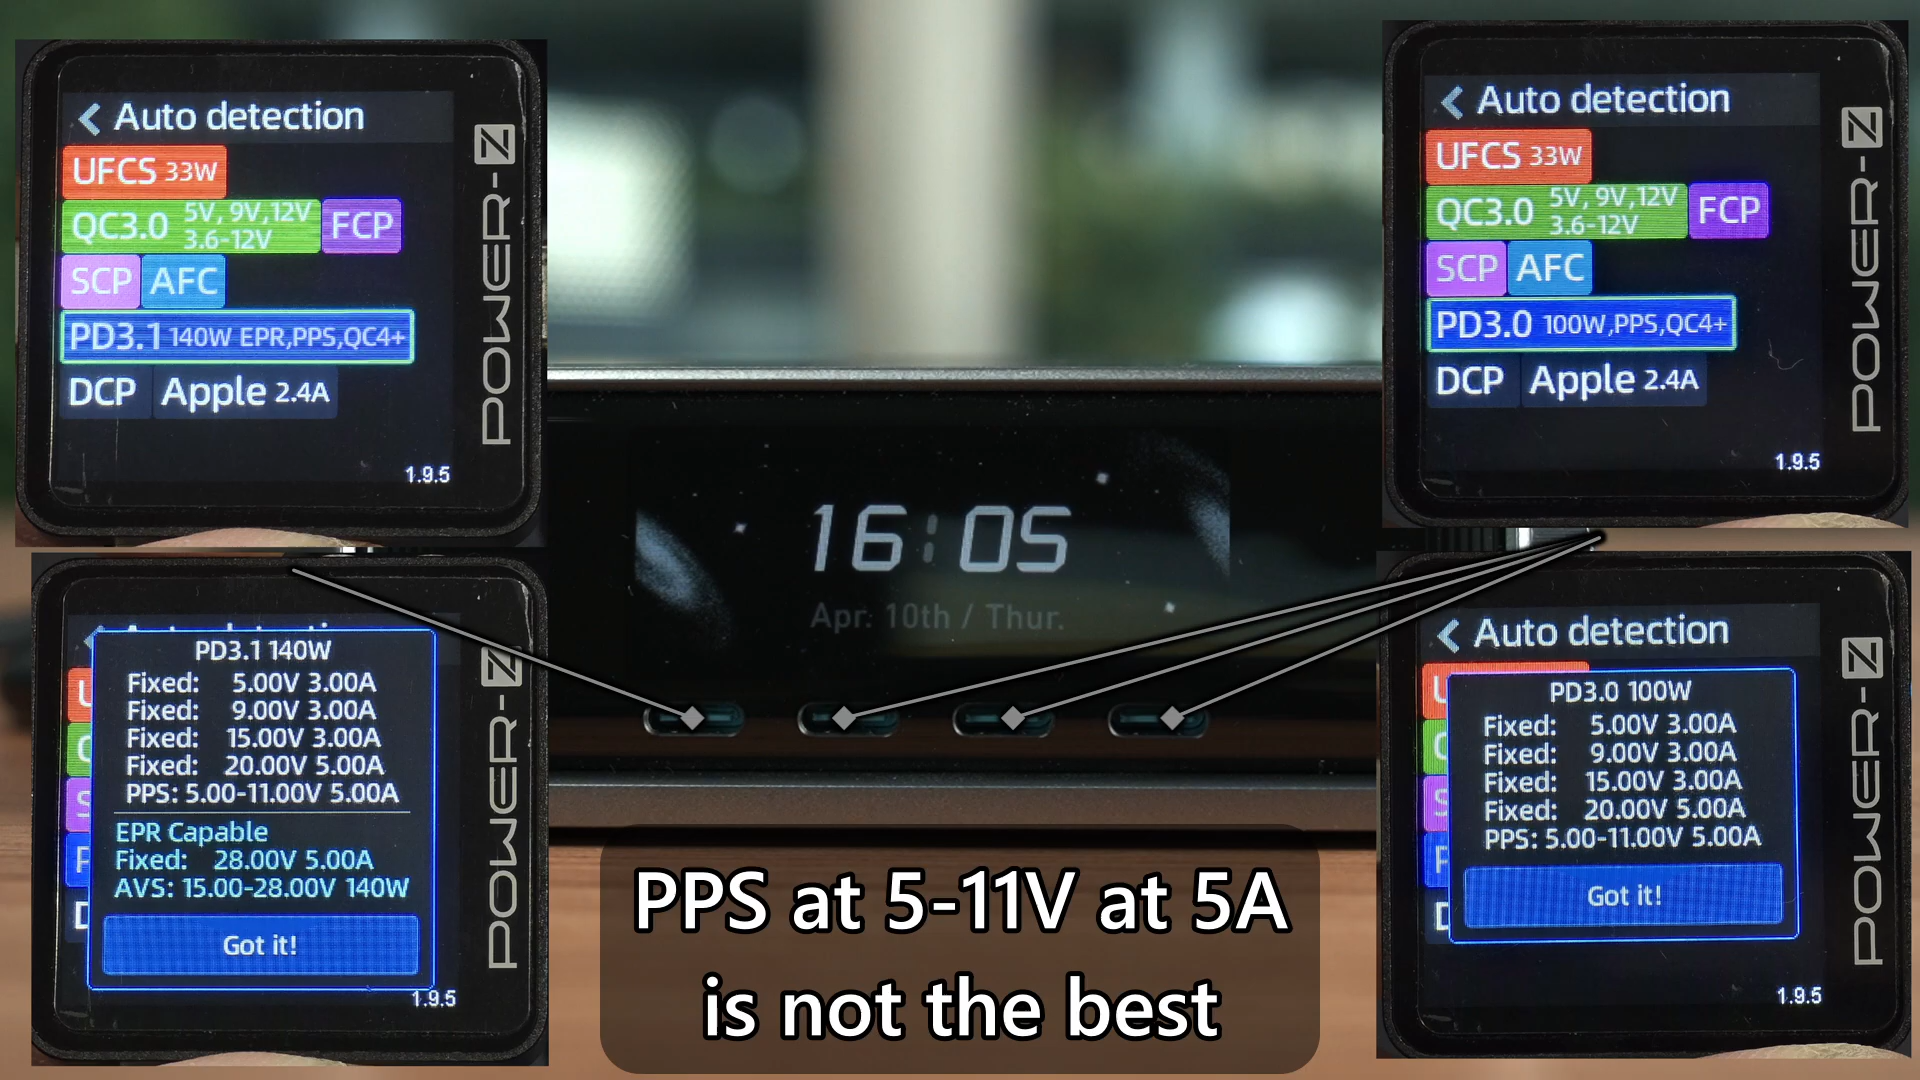 Auto detection
UFCS 33W
QC3.0 5V, 9V,12V 3.6-12V FCP
SCP AFC
PD3.1 140W EPR,PPS,QC4+
DCP Apple 2.4A
1.9.5
POWER-Z
Auto detection
UFCS 33W
QC3.0 5V, 9V,12V 3.6-12V FCP
SCP AFC
PD3.0 100W,PPS,QC4+
DCP Apple 2.4A
1.9.5
POWER-Z
16:05
Apr. 10th / Thur.
PD3.1 140W
Fixed: 5.00V 3.00A
Fixed: 9.00V 3.00A
Fixed: 15.00V 3.00A
Fixed: 20.00V 5.00A
PPS: 5.00-11.00V 5.00A
EPR Capable
Fixed: 28.00V 5.00A
AVS: 15.00-28.00V 140W
Got it!
1.9.5
POWER-Z
Auto detection
PD3.0 100W
Fixed: 5.00V 3.00A
Fixed: 9.00V 3.00A
Fixed: 15.00V 3.00A
Fixed: 20.00V 5.00A
PPS: 5.00-11.00V 5.00A
Got it!
1.9.5
POWER-Z
PPS at 5-11V at 5A
is not the best